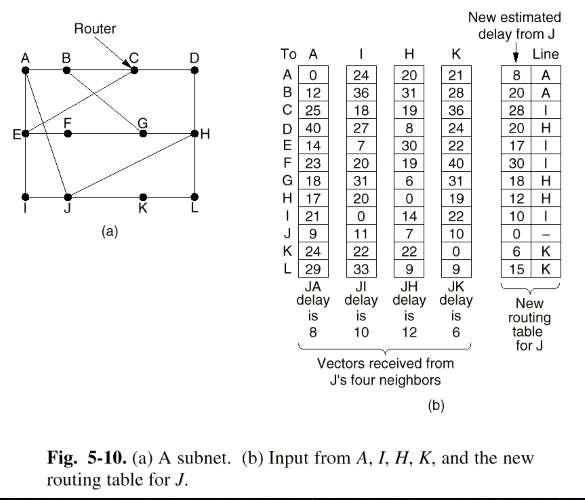 Router
A B C D
E F G H
I J K L
(a)
New estimated
delay from J
To A I H K Line
A 0 24 20 21 8 A
B 12 36 31 28 20 A
C 25 18 19 36 28 I
D 40 27 8 24 20 H
E 14 7 30 22 17 I
F 23 20 19 40 30 I
G 18 31 6 31 18 H
H 17 20 0 19 12 H
I 21 0 14 22 10 I
J 9 11 7 10 0 –
K 24 22 22 0 6 K
L 29 33 9 9 15 K
JA JI JH JK
delay delay delay delay
is is is is
8 10 12 6
New
routing
table
for J
Vectors received from
J's four neighbors
(b)
Fig. 5-10. (a) A subnet. (b) Input from A, I, H, K, and the new
routing table for J.